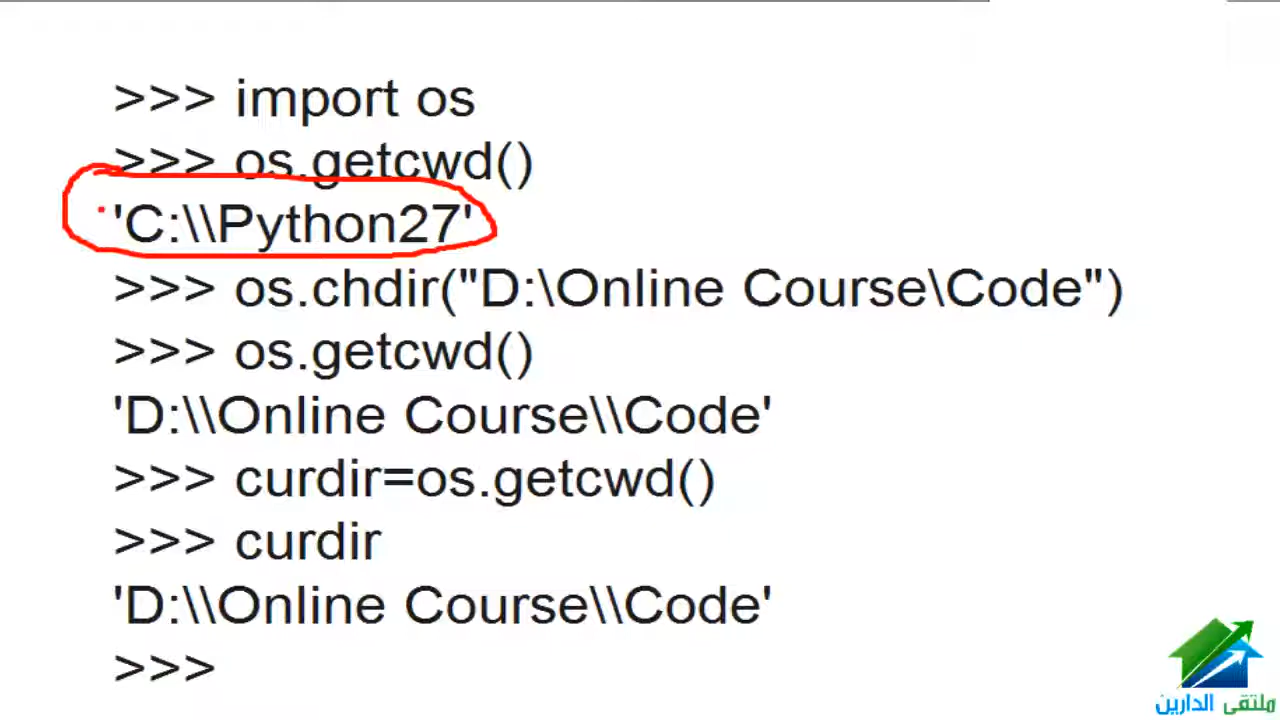 >>> import os
>>> os.getcwd()
'C:\\Python27'
>>> os.chdir("D:\Online Course\Code")
>>> os.getcwd()
'D:\\Online Course\\Code'
>>> curdir=os.getcwd()
>>> curdir
'D:\\Online Course\\Code'
>>>
ملتقى الدارين